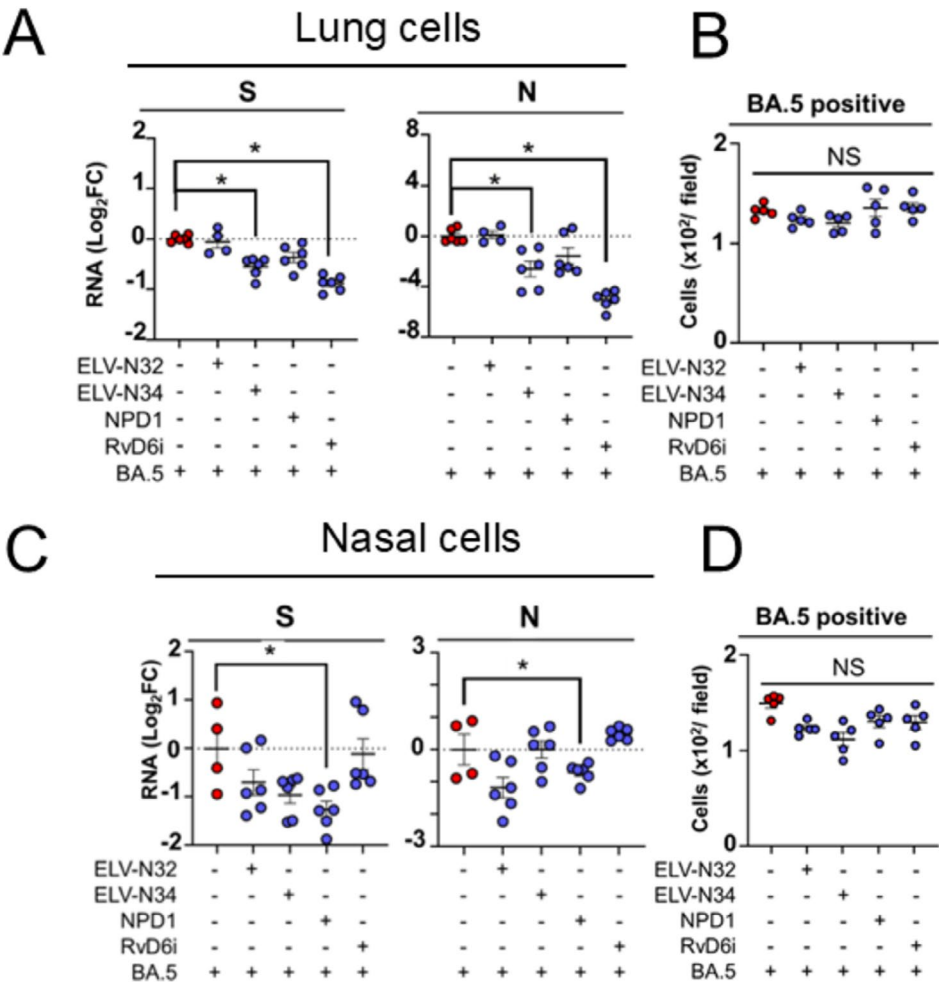 A
Lung cells
B
S
N
BA.5 positive
RNA (Log2FC)
2
1
0
-1
-2
*
*
8
4
0
-4
-8
*
*
Cells (x10²/ field)
2
1
0
NS
ELV-N32 - + - - - - + - - - ELV-N32 - + - - -
ELV-N34 - - + - - - - + - - ELV-N34 - - + - -
NPD1 - - - + - - - - + - NPD1 - - - + -
RvD6i - - - - + - - - - + RvD6i - - - - +
BA.5 + + + + + + + + + + BA.5 + + + + +
C
Nasal cells
D
S
N
BA.5 positive
RNA (Log2FC)
2
1
0
-1
-2
*
3
0
-3
*
Cells (x10²/ field)
2
1
0
NS
ELV-N32 - + - - - - + - - - ELV-N32 - + - - -
ELV-N34 - - + - - - - + - - ELV-N34 - - + - -
NPD1 - - - + - - - - + - NPD1 - - - + -
RvD6i - - - - + - - - - + RvD6i - - - - +
BA.5 + + + + + + + + + + BA.5 + + + + +